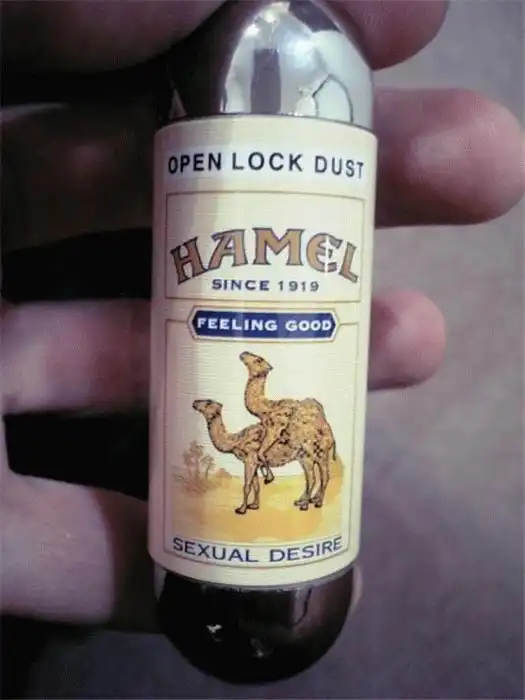 OPEN LOCK DUST
HAMEL
SINCE 1919
FEELING GOOD
SEXUAL DESIRE